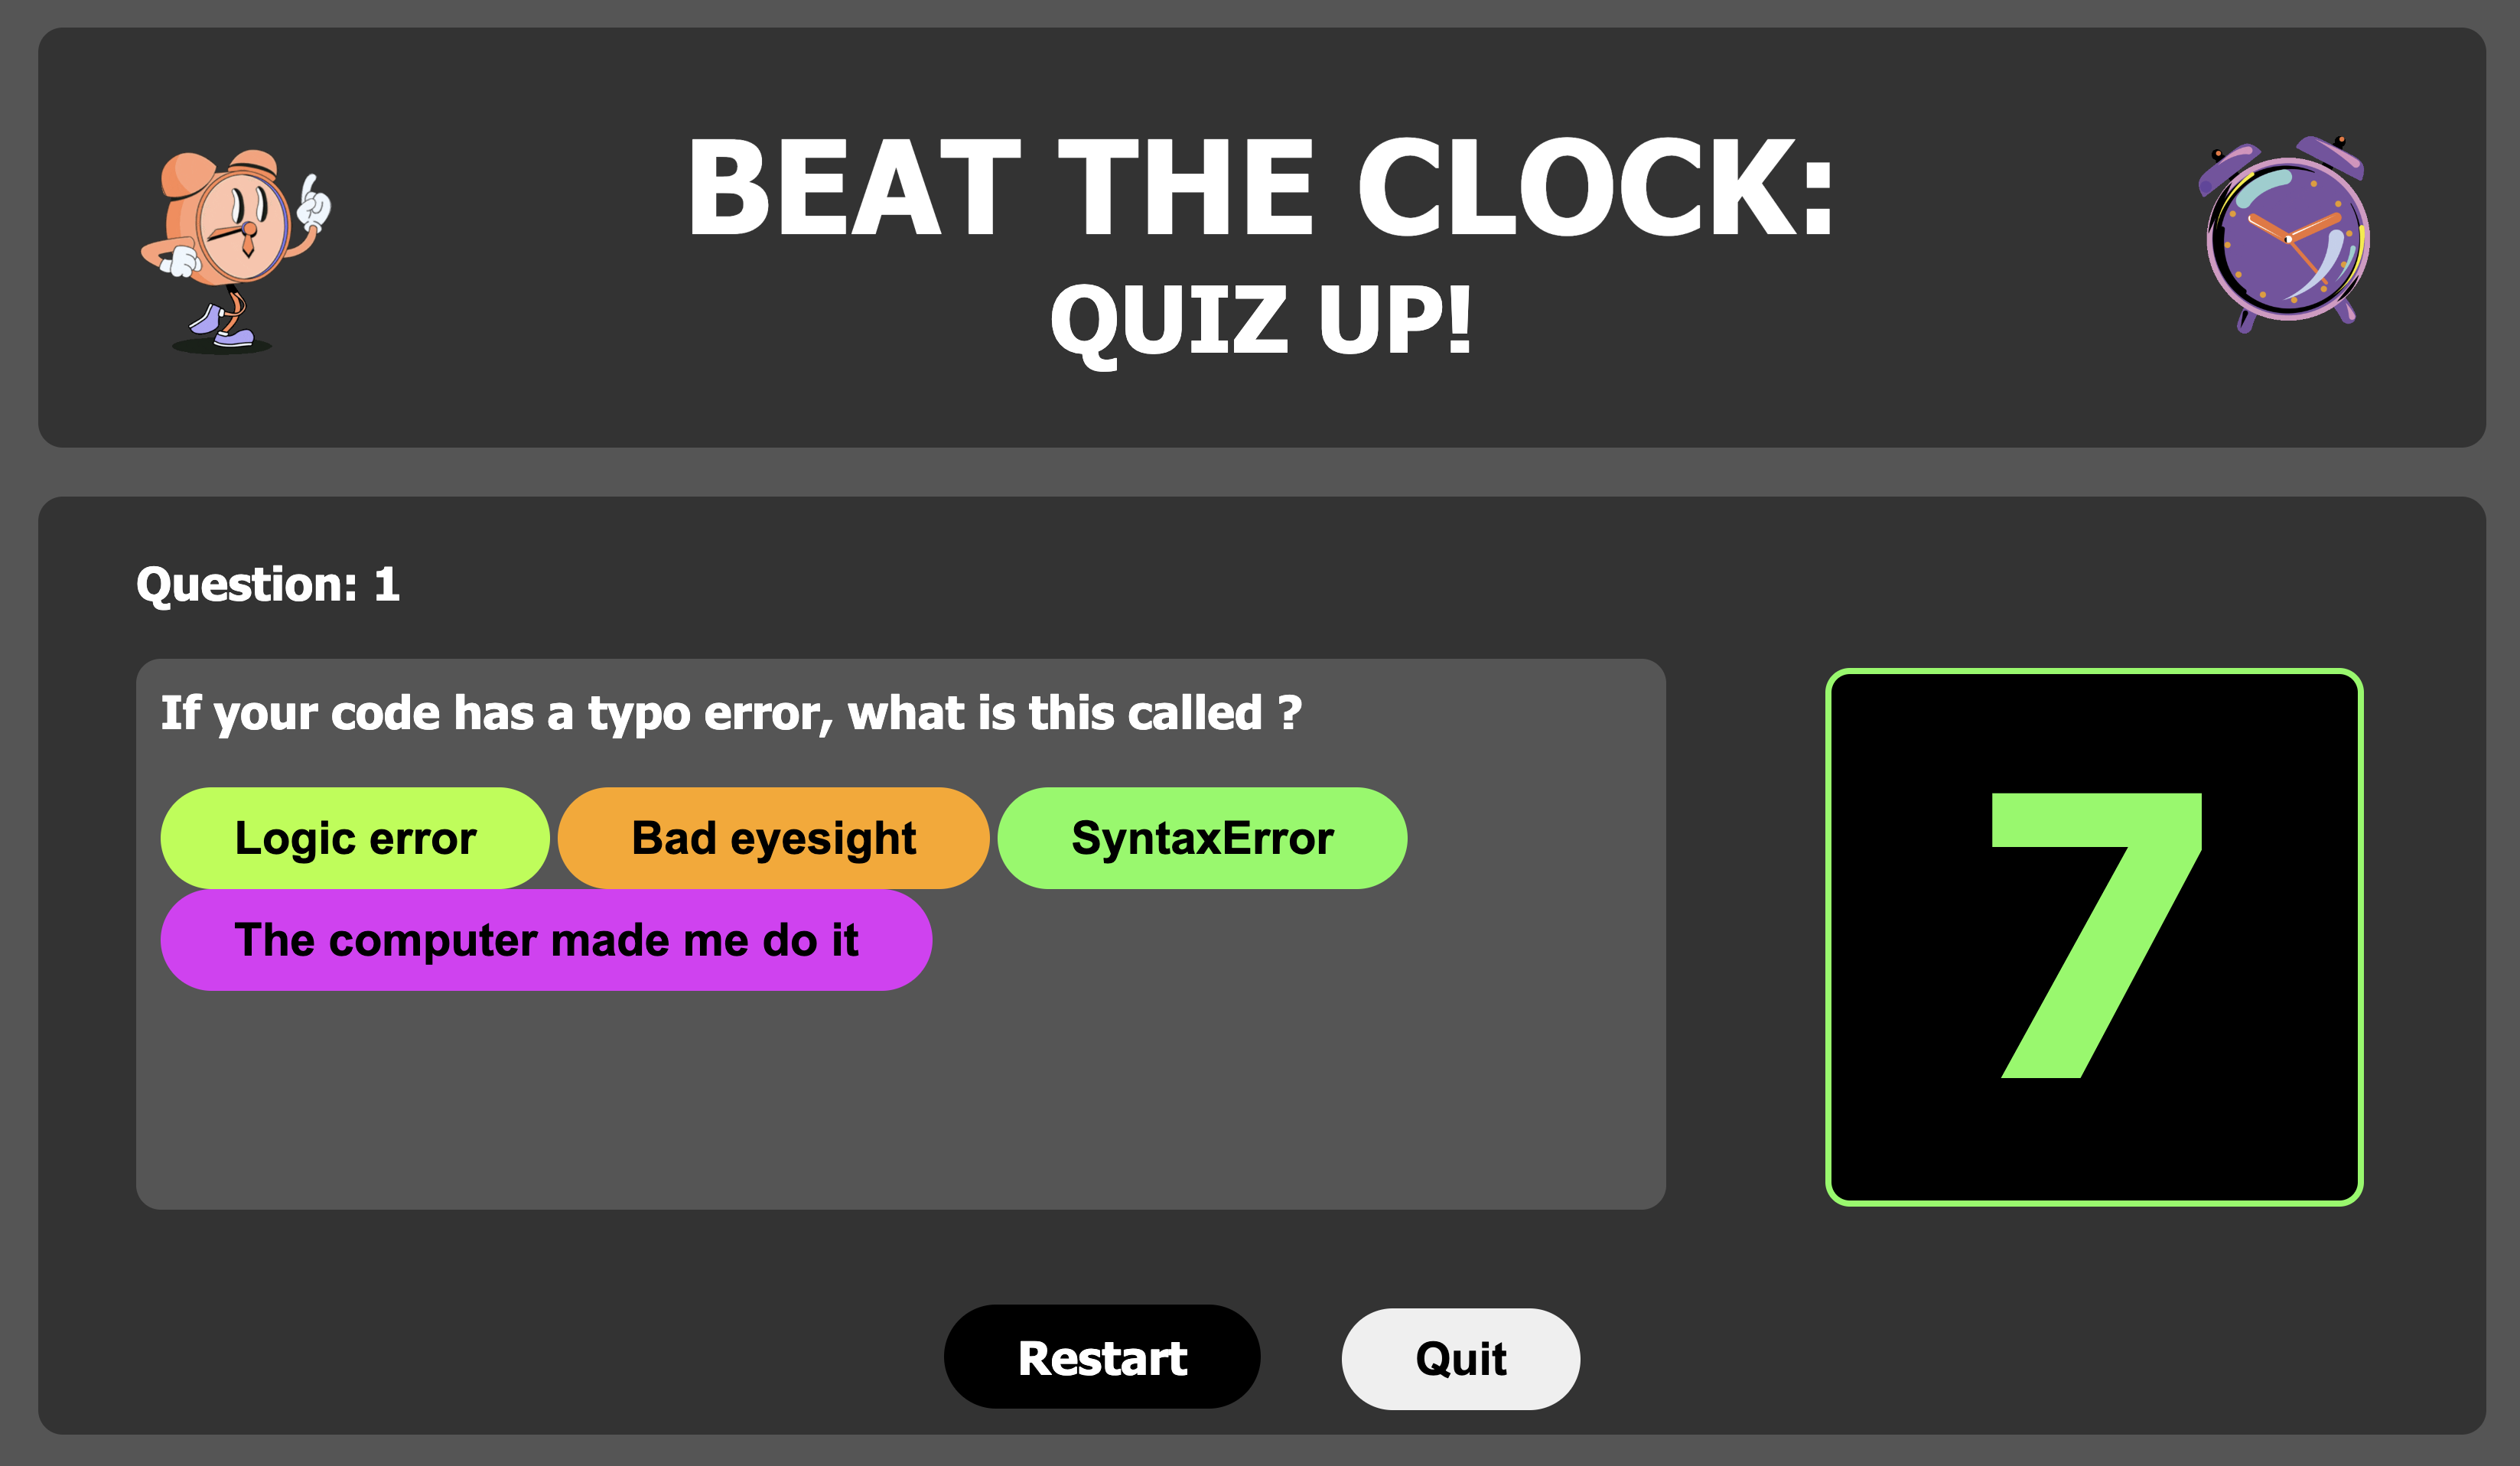 BEAT THE CLOCK:
QUIZ UP!
Question: 1
If your code has a typo error, what is this called ?
Logic error
Bad eyesight
SyntaxError
The computer made me do it
7
Restart
Quit